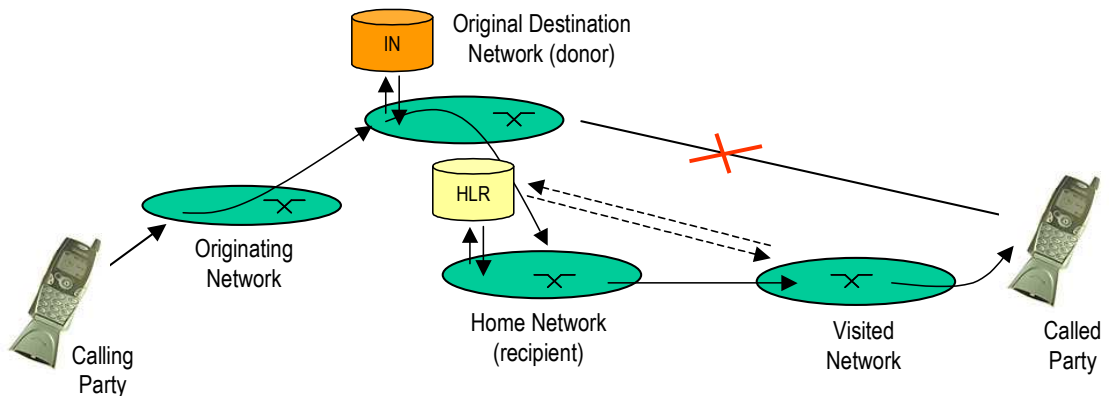 IN
Original Destination
Network (donor)
HLR
Originating
Network
Calling
Party
Home Network
(recipient)
Visited
Network
Called
Party